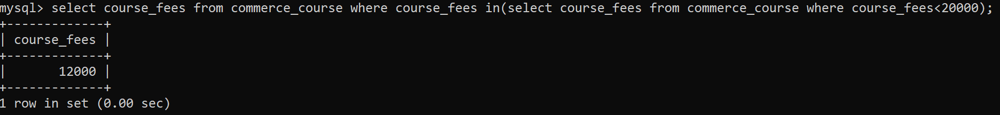 mysql> select course_fees from commerce_course where course_fees in(select course_fees from commerce_course where course_fees<20000);
+-------------+
| course_fees |
+-------------+
|       12000 |
+-------------+
1 row in set (0.00 sec)